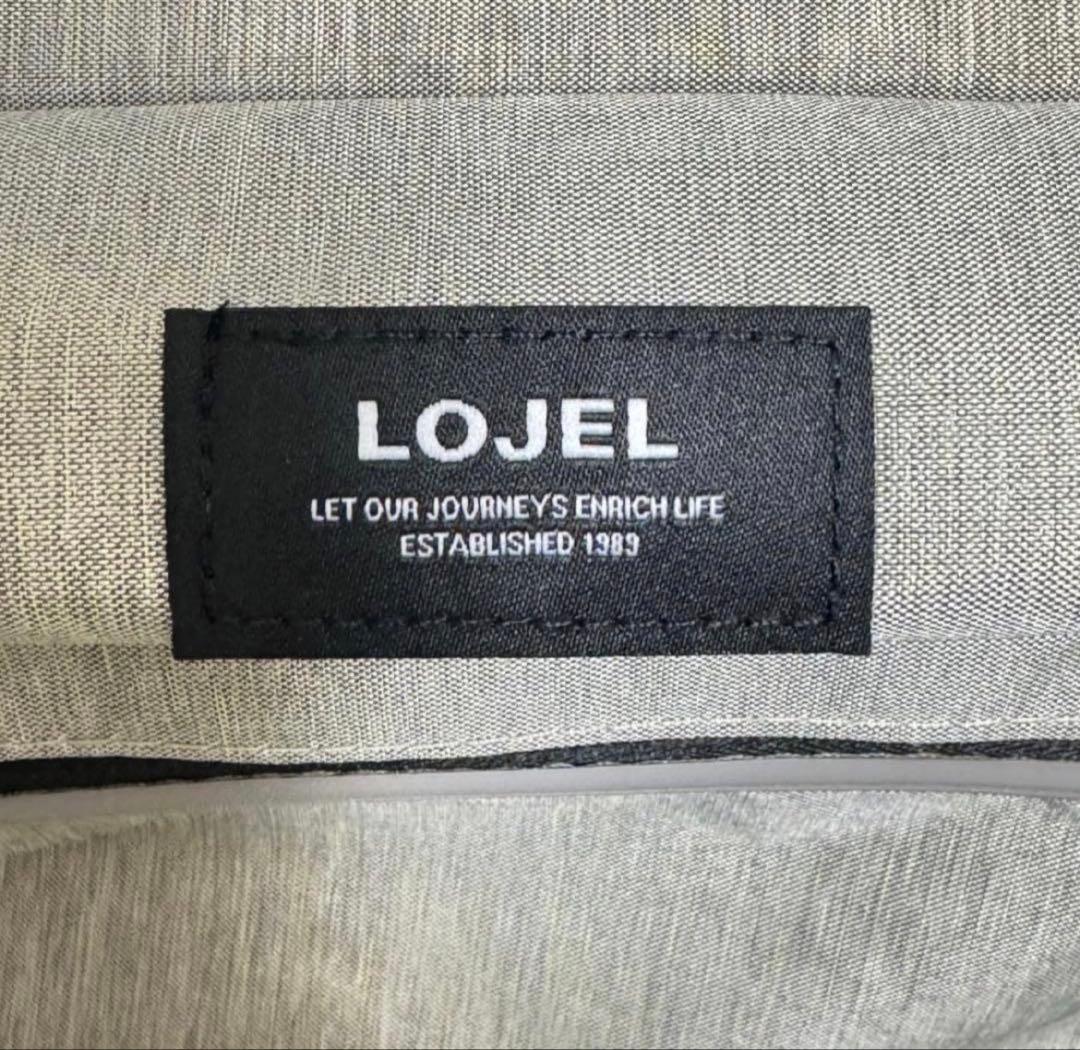 LOJEL
LET OUR JOURNEYS ENRICH LIFE
ESTABLISHED 1989